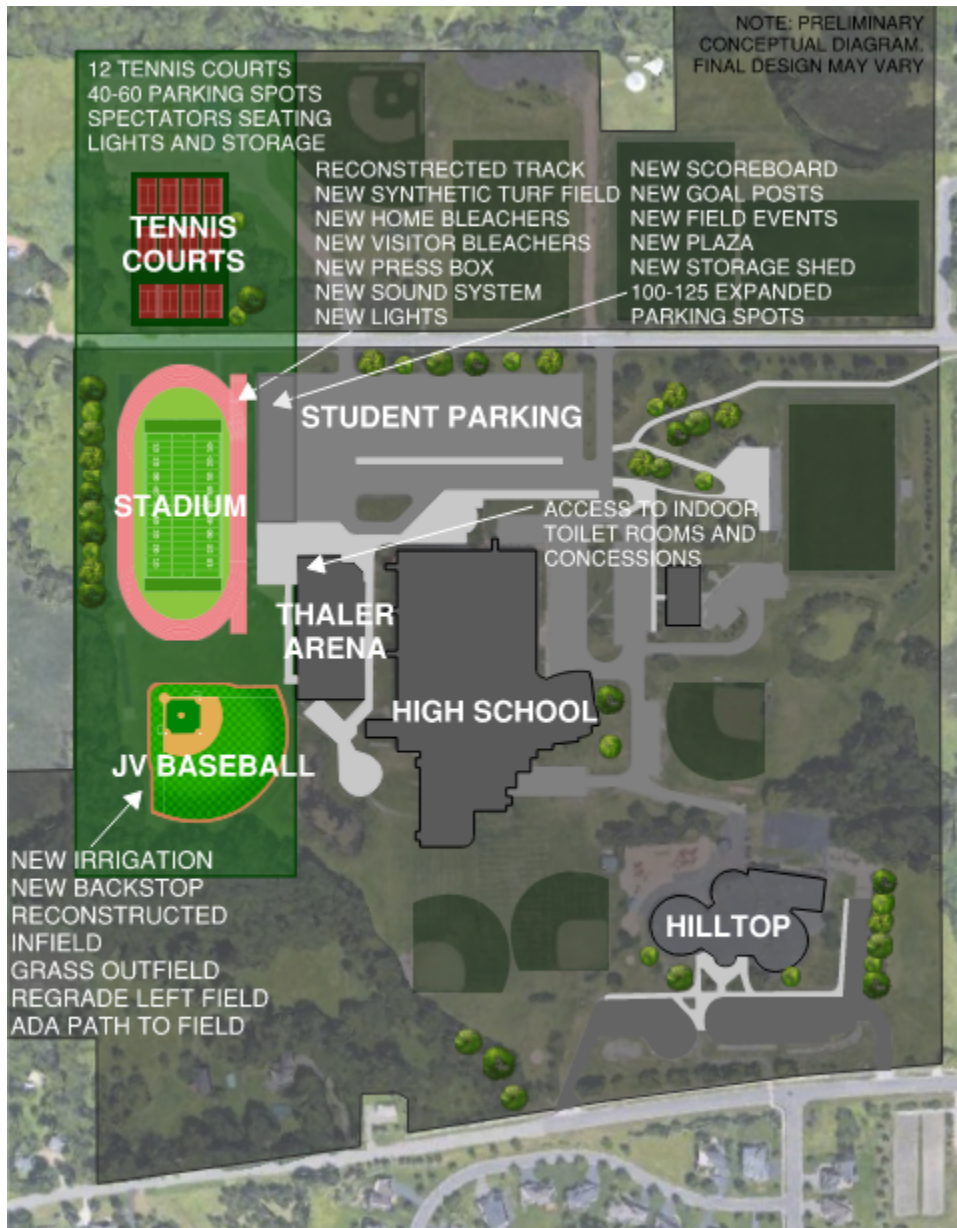 NOTE: PRELIMINARY
CONCEPTUAL DIAGRAM.
FINAL DESIGN MAY VARY
12 TENNIS COURTS
40-60 PARKING SPOTS
SPECTATORS SEATING
LIGHTS AND STORAGE
TENNIS
COURTS
RECONSTRECTED TRACK
NEW SYNTHETIC TURF FIELD
NEW HOME BLEACHERS
NEW VISITOR BLEACHERS
NEW PRESS BOX
NEW SOUND SYSTEM
NEW LIGHTS
NEW SCOREBOARD
NEW GOAL POSTS
NEW FIELD EVENTS
NEW PLAZA
NEW STORAGE SHED
100-125 EXPANDED
PARKING SPOTS
STUDENT PARKING
STADIUM
ACCESS TO INDOOR
TOILET ROOMS AND
CONCESSIONS
THALER
ARENA
HIGH SCHOOL
JV BASEBALL
NEW IRRIGATION
NEW BACKSTOP
RECONSTRUCTED
INFIELD
GRASS OUTFIELD
REGRADE LEFT FIELD
ADA PATH TO FIELD
HILLTOP